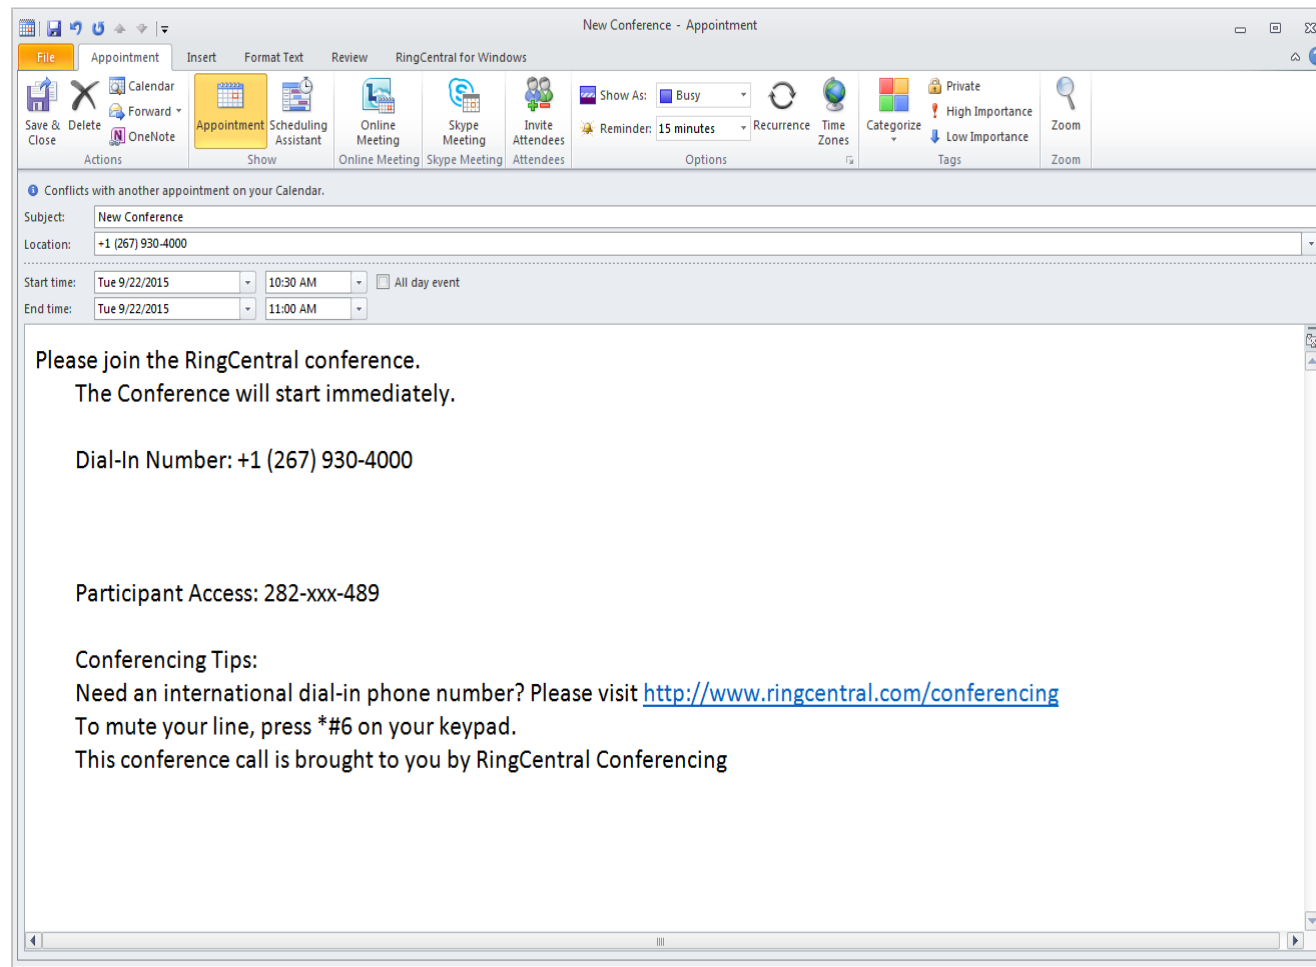 New Conference - Appointment
File Appointment Insert Format Text Review RingCentral for Windows
Save & Close
Delete
Calendar
Forward
OneNote
Actions
Appointment
Scheduling Assistant
Show
Online Meeting
Online Meeting
Skype Meeting
Skype Meeting
Invite Attendees
Attendees
Show As: Busy
Reminder: 15 minutes
Recurrence
Time Zones
Options
Categorize
Private
High Importance
Low Importance
Tags
Zoom
Zoom
Conflicts with another appointment on your Calendar.
Subject: New Conference
Location: +1 (267) 930-4000
Start time: Tue 9/22/2015 10:30 AM All day event
End time: Tue 9/22/2015 11:00 AM
Please join the RingCentral conference.
The Conference will start immediately.
Dial-In Number: +1 (267) 930-4000
Participant Access: 282-xxx-489
Conferencing Tips:
Need an international dial-in phone number? Please visit http://www.ringcentral.com/conferencing
To mute your line, press *#6 on your keypad.
This conference call is brought to you by RingCentral Conferencing